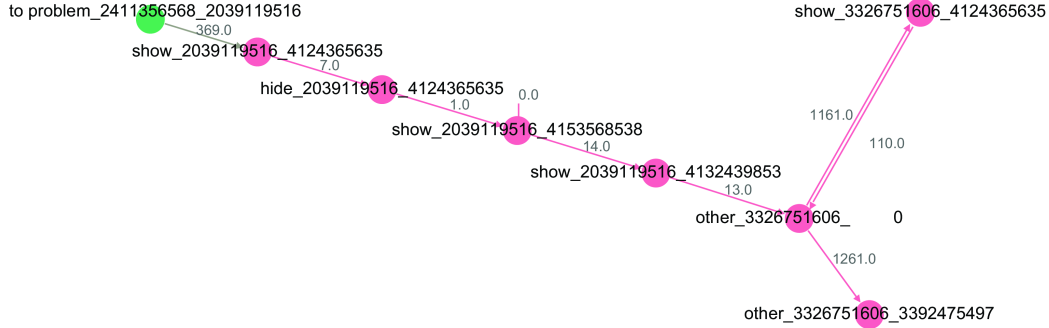 to problem_2411356568_2039119516
show_3326751606_4124365635
369.0
show_2039119516_4124365635
7.0
hide_2039119516_4124365635
0.0
1.0
1161.0
show_2039119516_4153568538
14.0
110.0
show_2039119516_4132439853
13.0
other_3326751606_ 0
1261.0
other_3326751606_3392475497